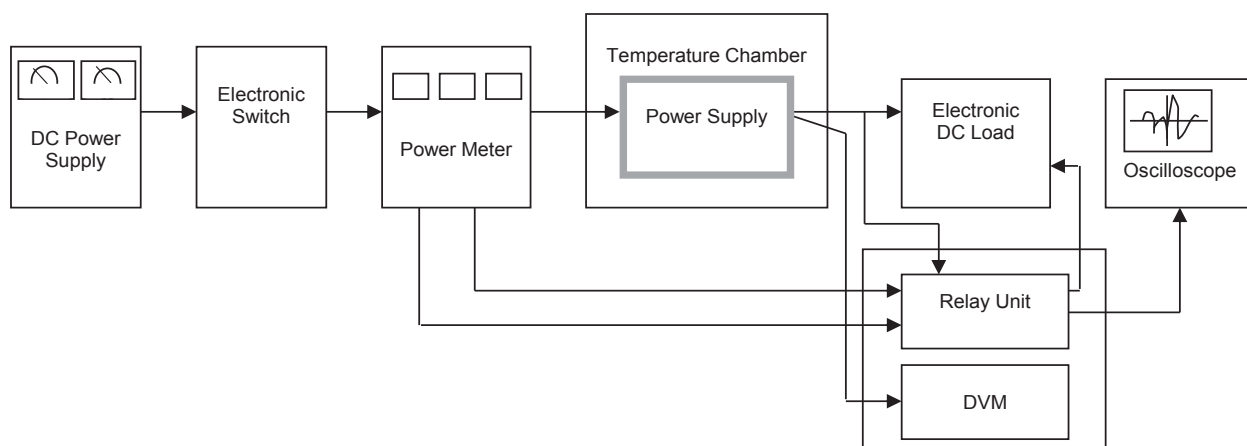 DC Power
Supply
Electronic
Switch
Power Meter
Temperature Chamber
Power Supply
Electronic
DC Load
Oscilloscope
Relay Unit
DVM